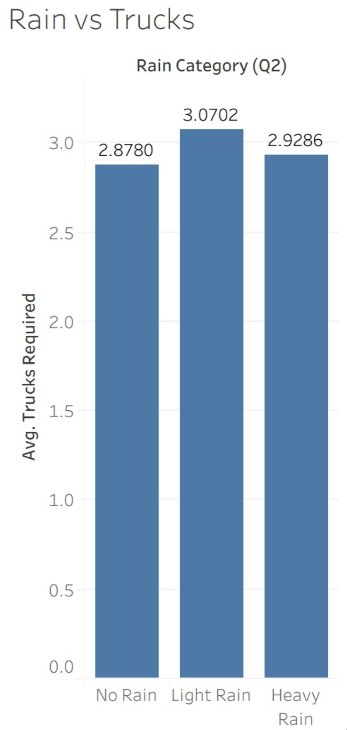 Rain vs Trucks
Rain Category (Q2)
3.0702
3.0
2.8780
2.9286
2.5
2.0
Avg. Trucks Required
1.5
1.0
0.5
0.0
No Rain Light Rain Heavy
Rain